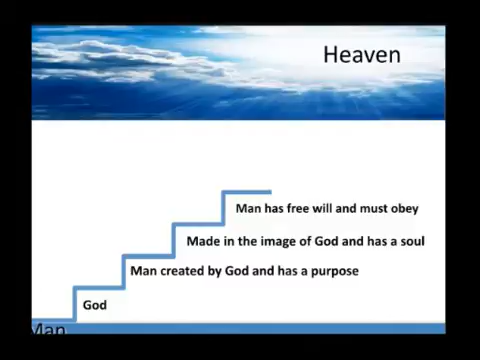 Heaven
Man has free will and must obey
Made in the image of God and has a soul
Man created by God and has a purpose
God
Man